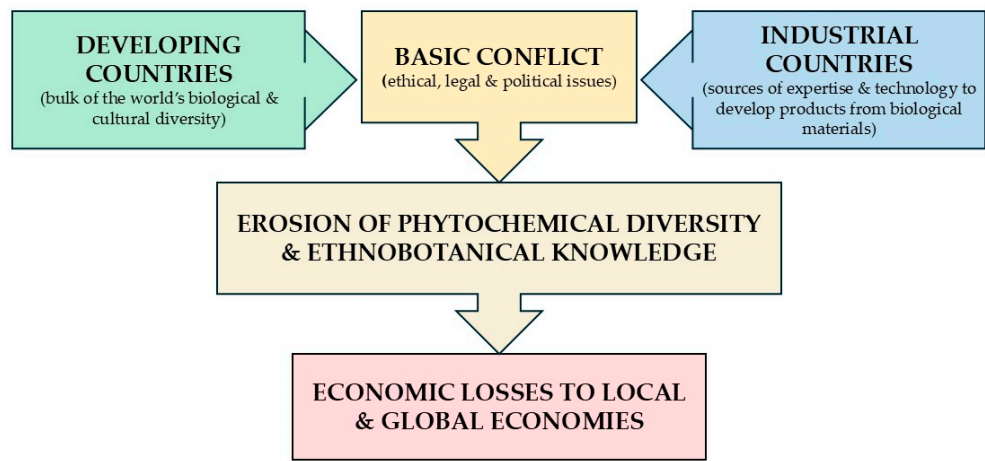 DEVELOPING
COUNTRIES
(bulk of the world's biological &
cultural diversity)
BASIC CONFLICT
(ethical, legal & political issues)
INDUSTRIAL
COUNTRIES
(sources of expertise & technology to
develop products from biological
materials)
EROSION OF PHYTOCHEMICAL DIVERSITY
& ETHNOBOTANICAL KNOWLEDGE
ECONOMIC LOSSES TO LOCAL
& GLOBAL ECONOMIES